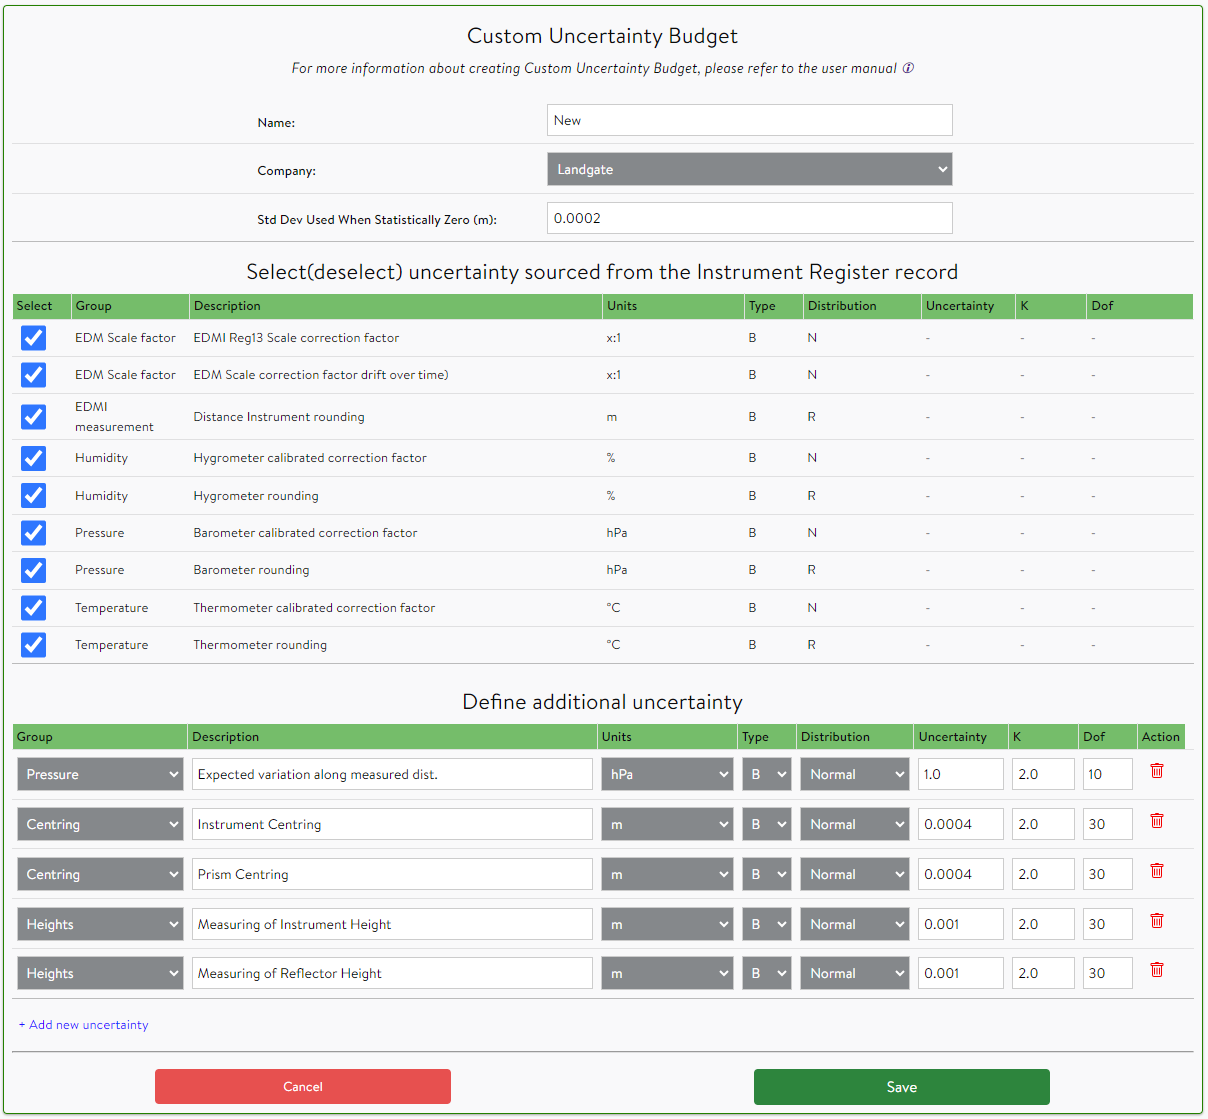 Custom Uncertainty Budget
For more information about creating Custom Uncertainty Budget, please refer to the user manual
Name: New
Company: Landgate
Std Dev Used When Statistically Zero (m): 0.0002
Select(deselect) uncertainty sourced from the Instrument Register record
Select Group Description Units Type Distribution Uncertainty K Dof
EDM Scale factor EDMI Reg13 Scale correction factor x:1 B N - - -
EDM Scale factor EDM Scale correction factor drift over time) x:1 B N - - -
EDMI
measurement Distance Instrument rounding m B R - - -
Humidity Hygrometer calibrated correction factor % B N - - -
Humidity Hygrometer rounding % B R - - -
Pressure Barometer calibrated correction factor hPa B N - - -
Pressure Barometer rounding hPa B R - - -
Temperature Thermometer calibrated correction factor °C B N - - -
Temperature Thermometer rounding °C B R - - -
Define additional uncertainty
Group Description Units Type Distribution Uncertainty K Dof Action
Pressure Expected variation along measured dist. hPa B Normal 1.0 2.0 10
Centring Instrument Centring m B Normal 0.0004 2.0 30
Centring Prism Centring m B Normal 0.0004 2.0 30
Heights Measuring of Instrument Height m B Normal 0.001 2.0 30
Heights Measuring of Reflector Height m B Normal 0.001 2.0 30
+ Add new uncertainty
Cancel Save